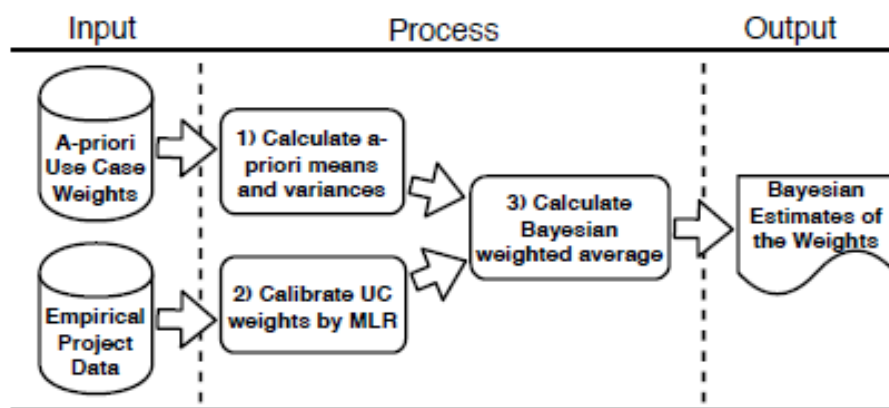 Input
Process
Output
A-priori
Use Case
Weights
1) Calculate a-
priori means
and variances
3) Calculate
Bayesian
weighted average
Bayesian
Estimates of
the Weights
Empirical
Project
Data
2) Calibrate UC
weights by MLR